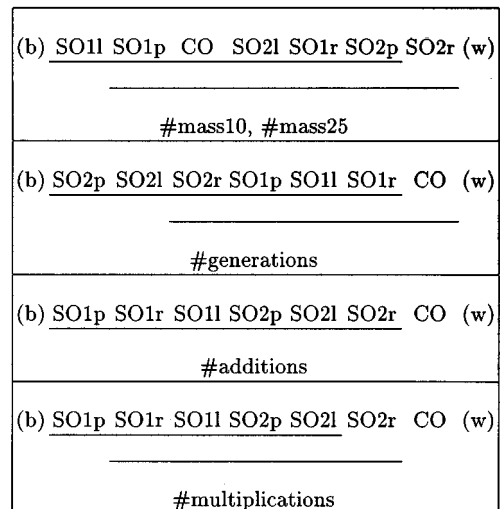 (b) SO1l SO1p CO SO2l SO1r SO2p SO2r (w)
#mass10, #mass25
(b) SO2p SO2l SO2r SO1p SO1l SO1r CO (w)
#generations
(b) SO1p SO1r SO1l SO2p SO2l SO2r CO (w)
#additions
(b) SO1p SO1r SO1l SO2p SO2l SO2r CO (w)
#multiplications